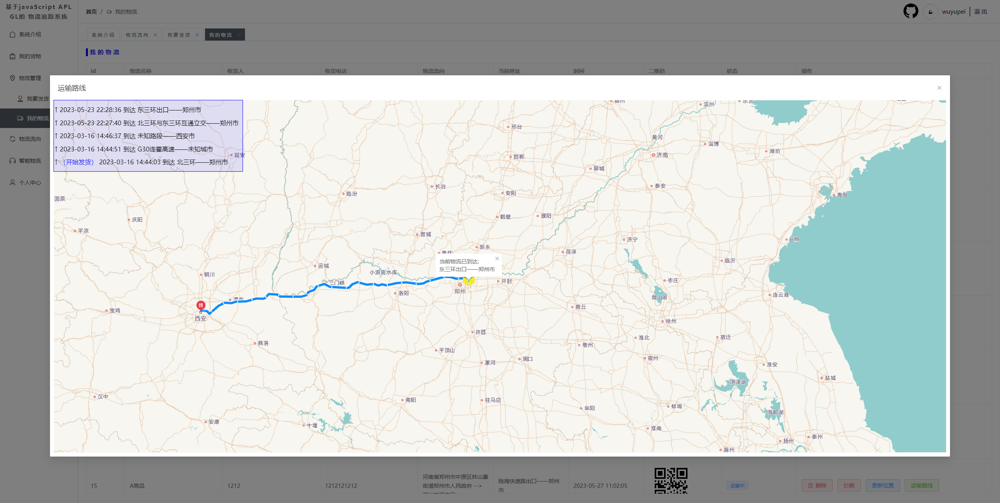 基于javaScript APL
GL的 物流追踪系统
首页 / 我的物流
wuyupei
退出
系统介绍
我的货物
物流管理
我要发货
我的物流
物流流向
智能物流
个人中心
系统介绍
物流流向
我要发货
我的物流
我的物流
id 物流名称 收货人 收货电话 物流流向 当前地址 时间 二维码 状态 操作
运输路线
↑ 2023-05-23 22:28:36 到达 东三环出口——郑州市
↑ 2023-05-23 22:27:40 到达 北三环与东三环互通立交——郑州市
↑ 2023-03-16 14:46:37 到达 未知路段——西安市
↑ 2023-03-16 14:44:51 到达 G30连霍高速——未知城市
↑ （开始发货） 2023-03-16 14:44:03 到达 北三环——郑州市
德州
滨州
东营
邢台
黄河
淄博
潍坊
延安
邯郸
济南
聊城
长治
泰安
临汾
安阳
青岛
固原
庆阳
鹤壁
濮阳
平凉
晋城
济宁
日照
新乡
焦作
菏泽
临沂
当前物流已到达:
东三环出口——郑州市
运城
小浪底水库
铜川
三门峡
开封
枣庄
郑州
洛阳
连云港
微山湖
渭南
终
西安
宝鸡
商丘
徐州
许昌
淮北
宿迁
商洛
亳州
平顶山
宿州
周口
漯河
淮安
盐城
洪泽湖
汉中
南阳
驻马店
蚌埠
阜阳
高邮湖
安康
十堰
淮南
泰州
扬州
滁州
15 A商品 1212 1212121212
河南省郑州市中原区林山寨
街道郑州市人民政府 -->
陇海快速路出口——郑州
市
2023-05-27 11:02:05
运输中
删除 拦截 更新位置 运输路线